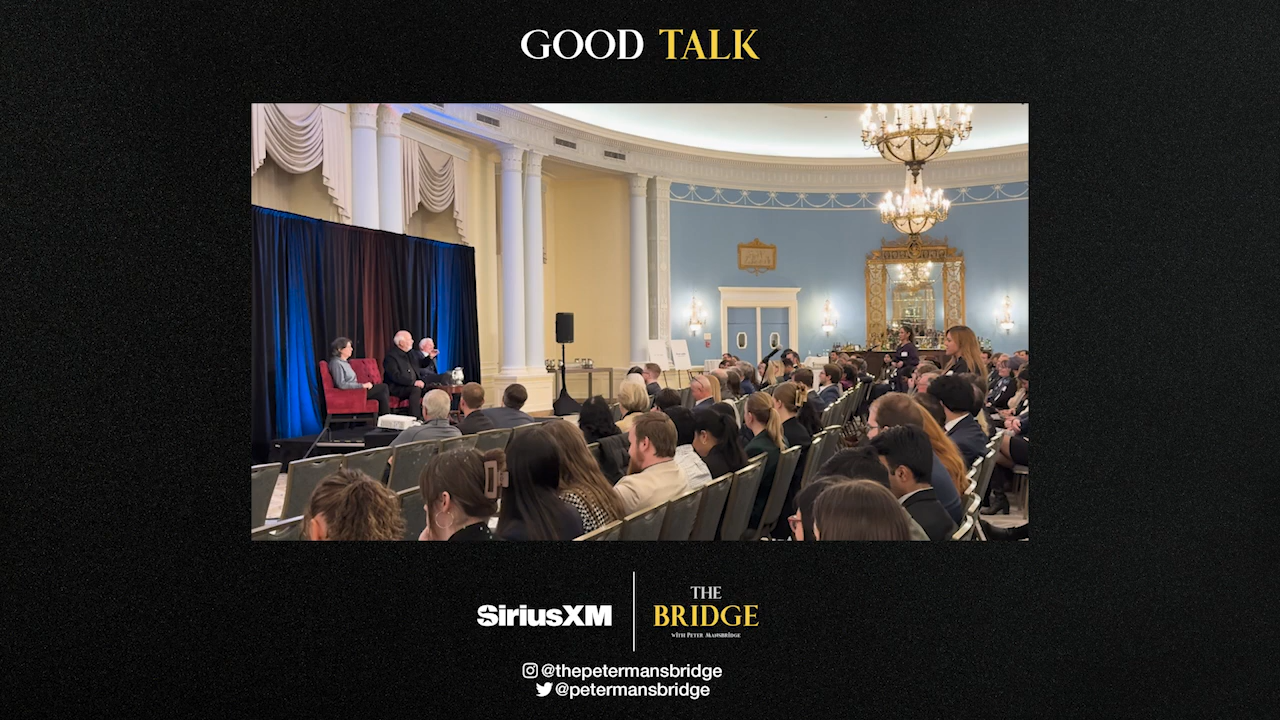 GOOD TALK
SiriusXM
THE
BRIDGE
WITH PETER MANSBRIDGE
@thepetermansbridge
@petermansbridge